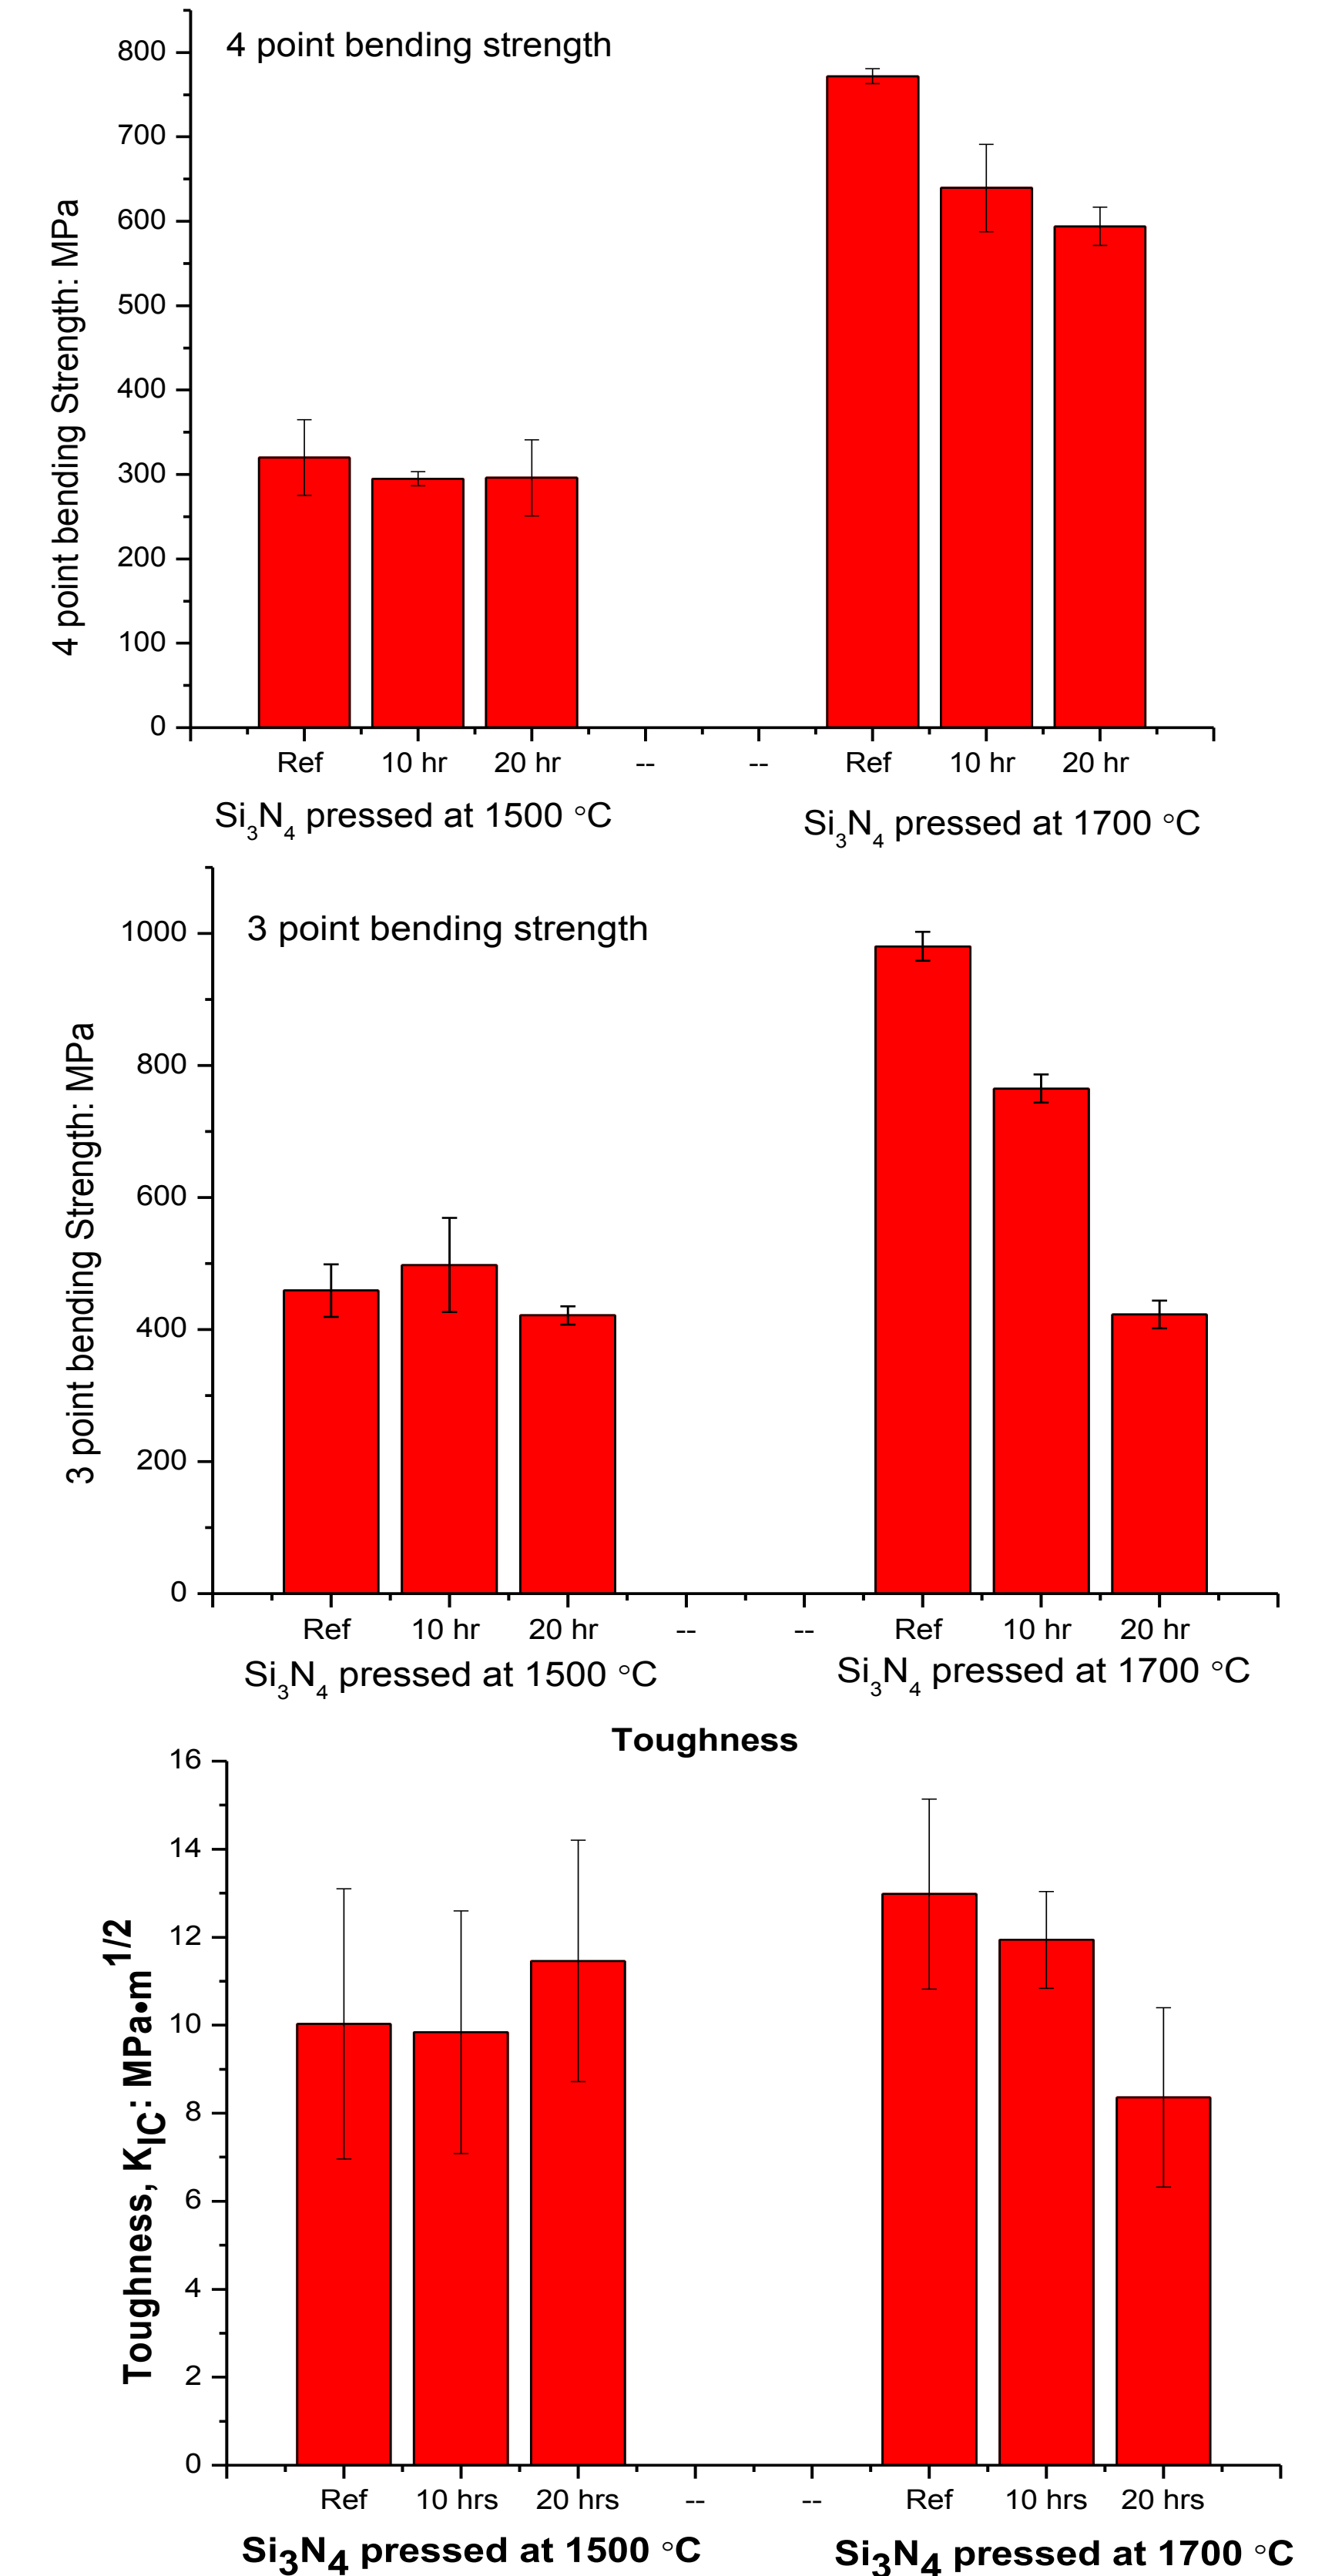 4 point bending strength
4 point bending Strength: MPa
800
700
600
500
400
300
200
100
0
Ref 10 hr 20 hr -- -- Ref 10 hr 20 hr
Si3N4 pressed at 1500 °C Si3N4 pressed at 1700 °C
3 point bending strength
3 point bending Strength: MPa
1000
800
600
400
200
0
Ref 10 hr 20 hr -- -- Ref 10 hr 20 hr
Si3N4 pressed at 1500 °C Si3N4 pressed at 1700 °C
Toughness
Toughness, KIC: MPa•m1/2
16
14
12
10
8
6
4
2
0
Ref 10 hrs 20 hrs -- -- Ref 10 hrs 20 hrs
Si3N4 pressed at 1500 °C Si3N4 pressed at 1700 °C